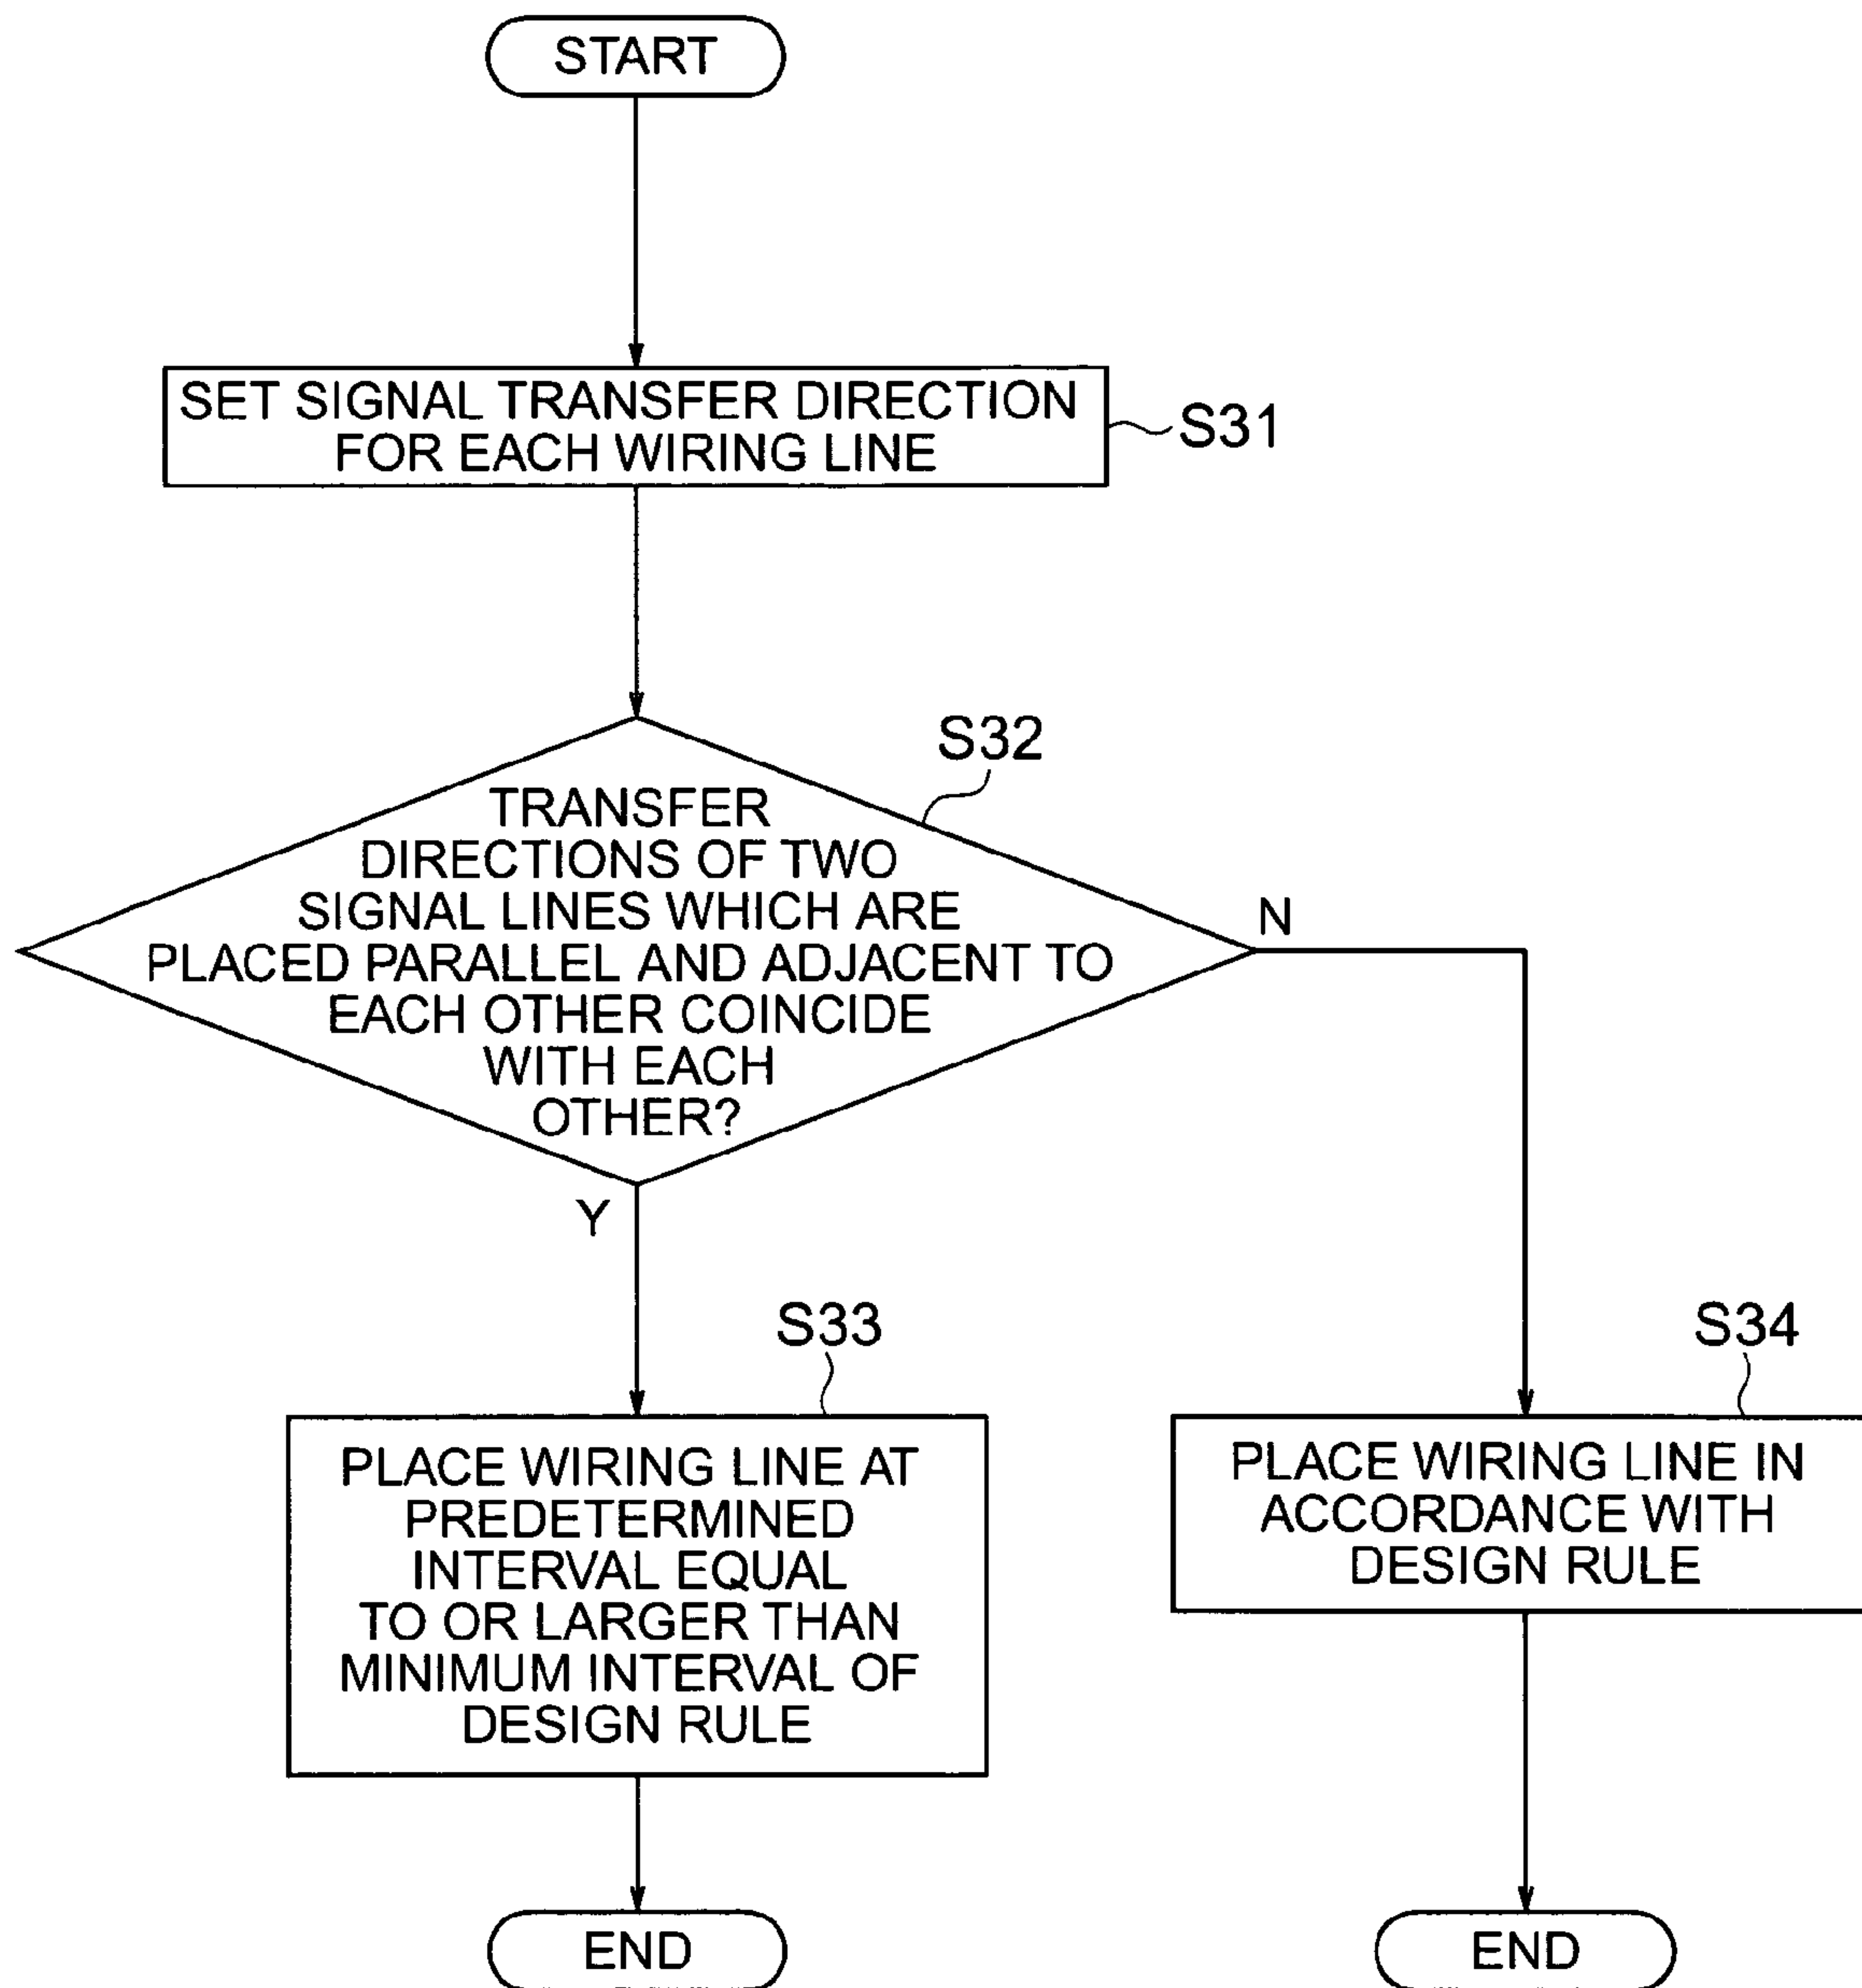 START
SET SIGNAL TRANSFER DIRECTION
FOR EACH WIRING LINE
S31
S32
TRANSFER
DIRECTIONS OF TWO
SIGNAL LINES WHICH ARE
PLACED PARALLEL AND ADJACENT TO
EACH OTHER COINCIDE
WITH EACH
OTHER?
N
Y
S33
PLACE WIRING LINE AT
PREDETERMINED
INTERVAL EQUAL
TO OR LARGER THAN
MINIMUM INTERVAL OF
DESIGN RULE
S34
PLACE WIRING LINE IN
ACCORDANCE WITH
DESIGN RULE
END
END